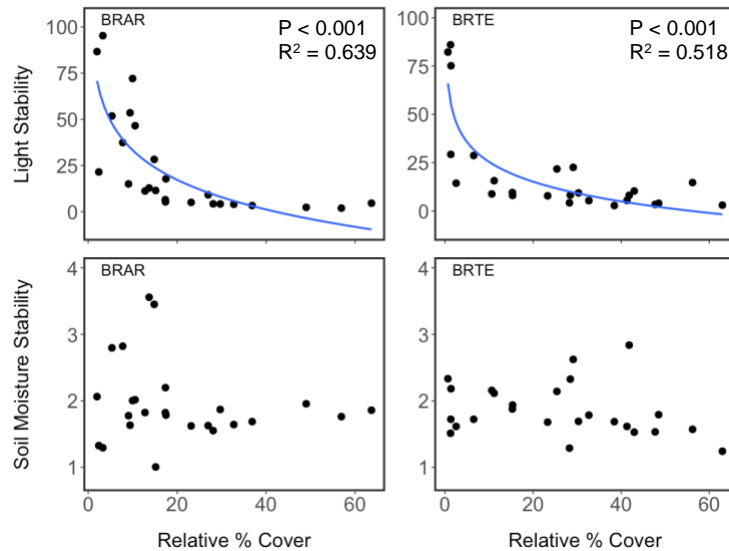 BRAR
P < 0.001
R² = 0.639
BRTE
P < 0.001
R² = 0.518
Light Stability
100
75
50
25
0
100
75
50
25
0
BRAR
BRTE
Soil Moisture Stability
4
3
2
1
4
3
2
1
0 20 40 60
0 20 40 60
Relative % Cover
Relative % Cover